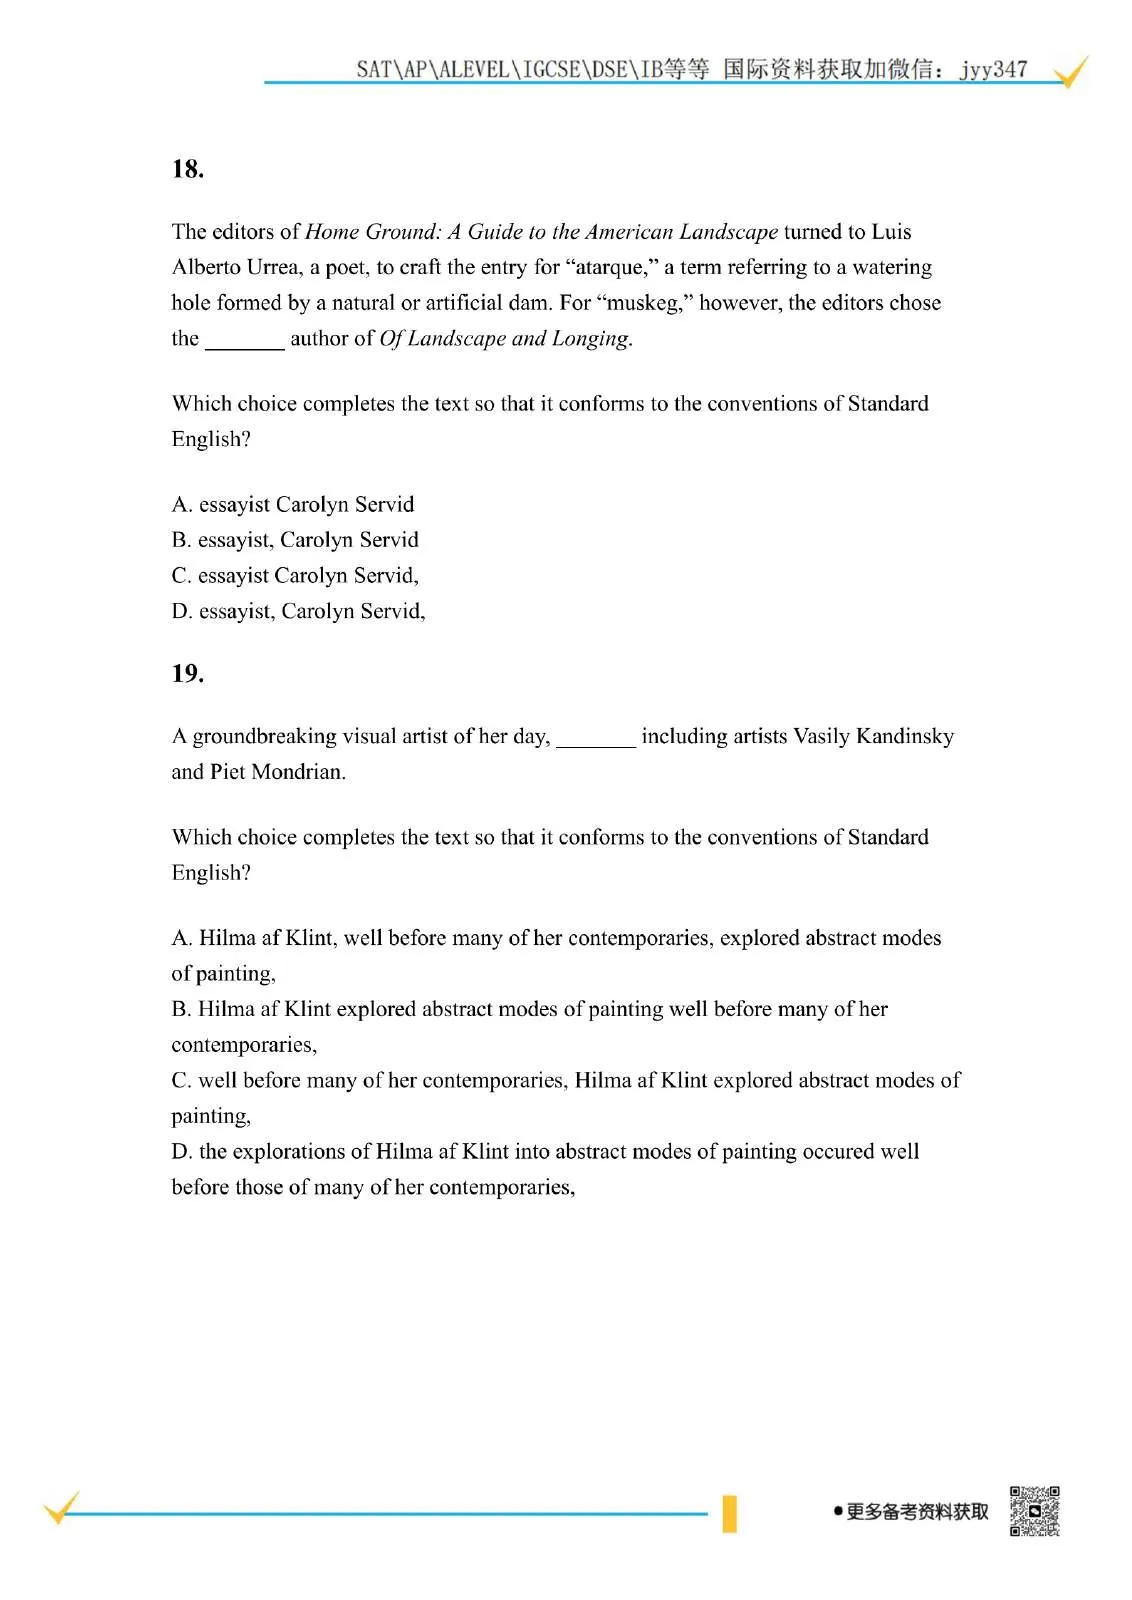 SAT\AP\ALEVEL\IGCSE\DSE\IB等等 国际资料获取加微信：jyy347
18.
The editors of Home Ground: A Guide to the American Landscape turned to Luis
Alberto Urrea, a poet, to craft the entry for “atarque,” a term referring to a watering
hole formed by a natural or artificial dam. For “muskeg,” however, the editors chose
the _______ author of Of Landscape and Longing.
Which choice completes the text so that it conforms to the conventions of Standard
English?
A. essayist Carolyn Servid
B. essayist, Carolyn Servid
C. essayist Carolyn Servid,
D. essayist, Carolyn Servid,
19.
A groundbreaking visual artist of her day, _______ including artists Vasily Kandinsky
and Piet Mondrian.
Which choice completes the text so that it conforms to the conventions of Standard
English?
A. Hilma af Klint, well before many of her contemporaries, explored abstract modes
of painting,
B. Hilma af Klint explored abstract modes of painting well before many of her
contemporaries,
C. well before many of her contemporaries, Hilma af Klint explored abstract modes of
painting,
D. the explorations of Hilma af Klint into abstract modes of painting occured well
before those of many of her contemporaries,
•更多备考资料获取